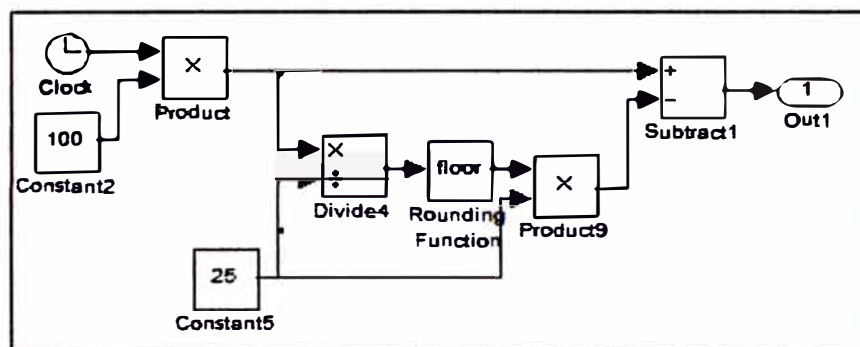 Clock
×
Product
100
Constant2
+
−
Subtract1
1
Out1
×
÷
Divide4
floor
Rounding
Function
×
Product9
25
Constant5